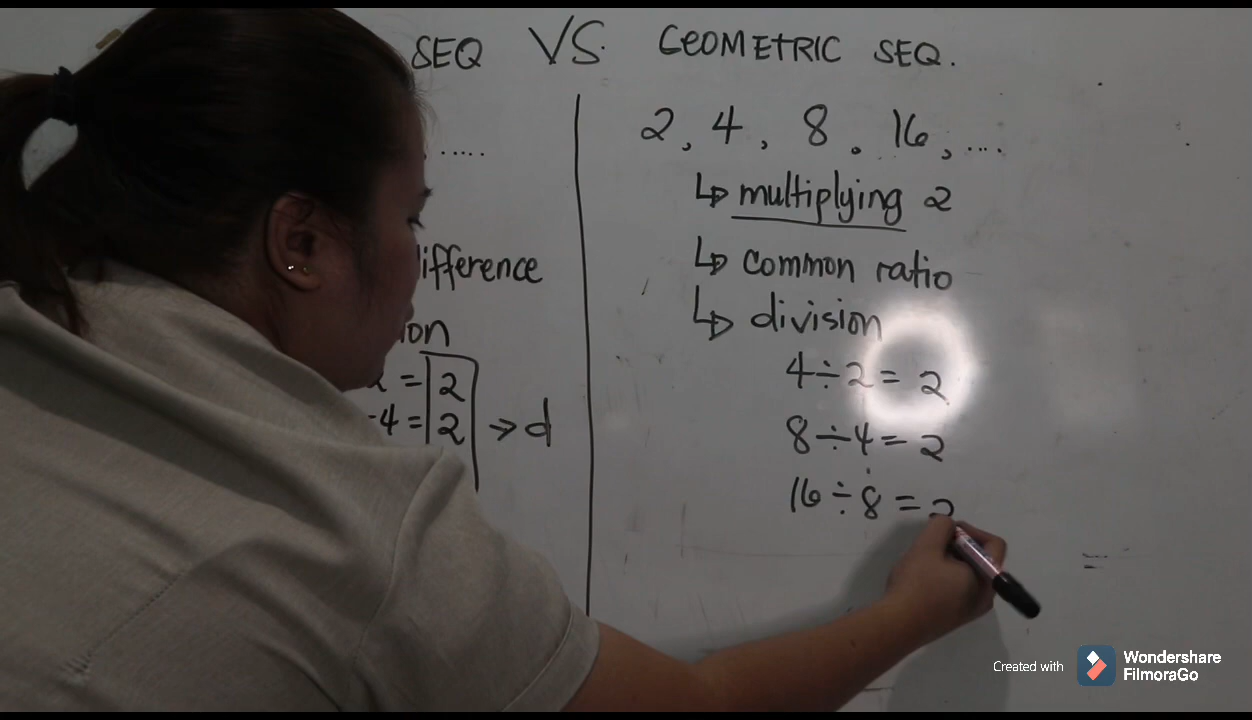 SEQ VS. GEOMETRIC SEQ.
.....
ifference
ion
2 = 2
-4 = 2 → d
2, 4, 8, 16, ....
↳ multiplying 2
↳ common ratio
↳ division
4 ÷ 2 = 2
8 ÷ 4 = 2
16 ÷ 8 = 2
=
Created with Wondershare FilmoraGo